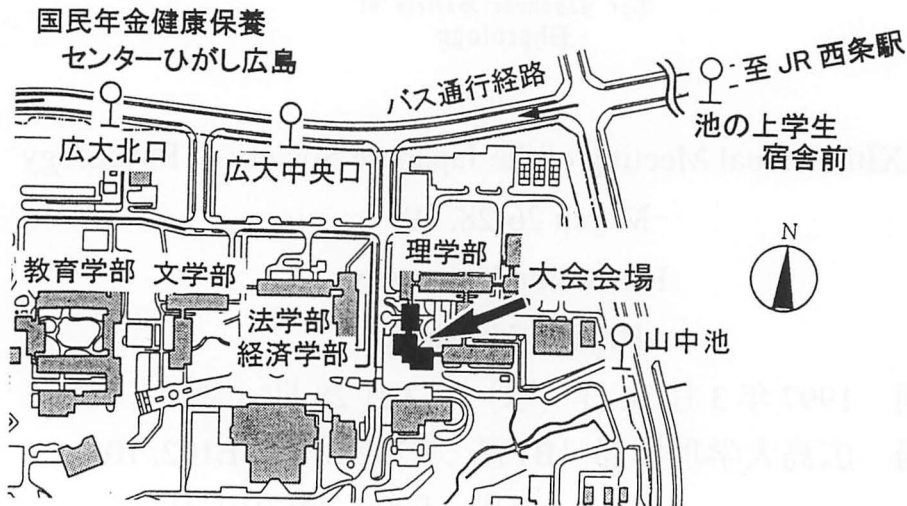 国民年金健康保養
センターひがし広島
バス通行経路
至JR西条駅
池の上学生
宿舎前
広大北口
広大中央口
N
教育学部
文学部
法学部
経済学部
理学部
大会会場
山中池